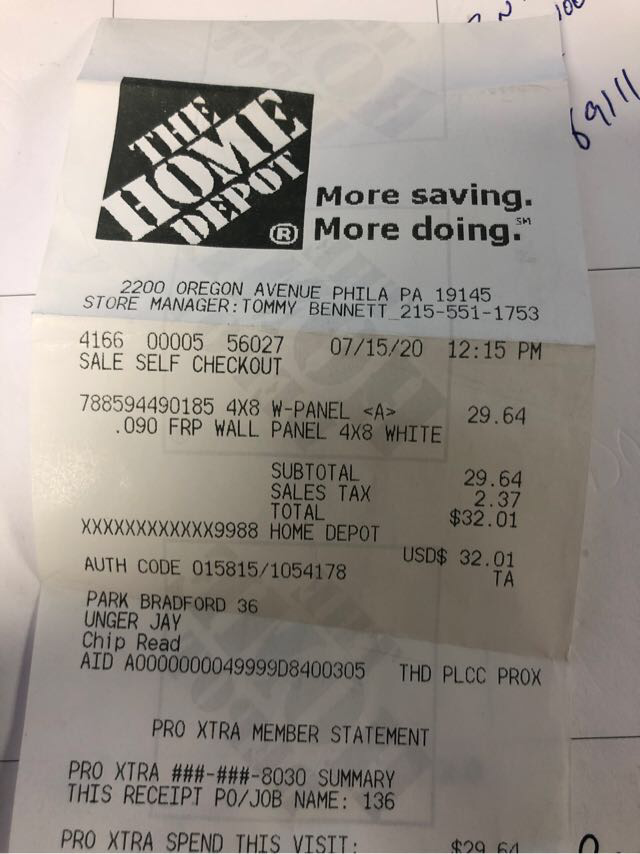 69111
THE
HOME
DEPOT
®
More saving.
More doing.℠
2200 OREGON AVENUE PHILA PA 19145
STORE MANAGER:TOMMY BENNETT 215-551-1753
4166 00005 56027 07/15/20 12:15 PM
SALE SELF CHECKOUT
788594490185 4X8 W-PANEL <A> 29.64
.090 FRP WALL PANEL 4X8 WHITE
SUBTOTAL 29.64
SALES TAX 2.37
TOTAL $32.01
XXXXXXXXXXXX9988 HOME DEPOT
USD$ 32.01
AUTH CODE 015815/1054178 TA
PARK BRADFORD 36
UNGER JAY
Chip Read
AID A0000000049999D8400305 THD PLCC PROX
PRO XTRA MEMBER STATEMENT
PRO XTRA ###-###-8030 SUMMARY
THIS RECEIPT PO/JOB NAME: 136
PRO XTRA SPEND THIS VISIT: $29.64